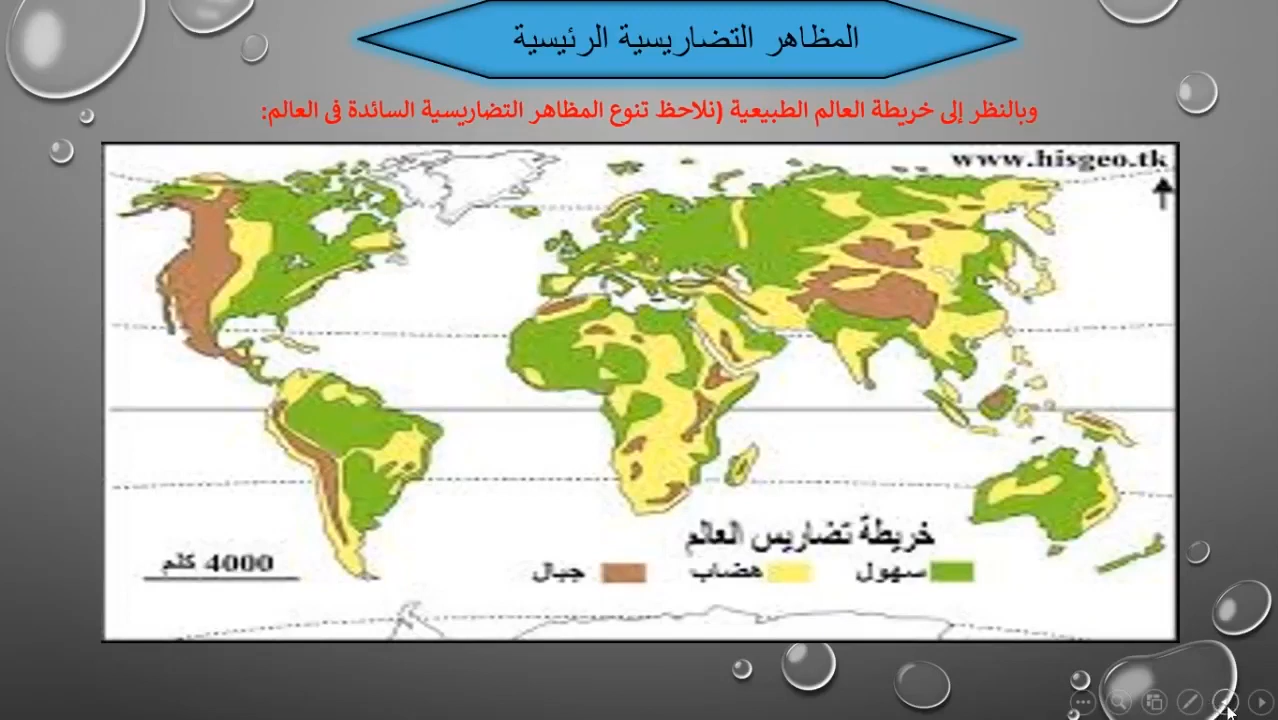 المظاهر التضاريسية الرئيسية
وبالنظر إلى خريطة العالم الطبيعية (نلاحظ تنوع المظاهر التضاريسية السائدة فى العالم:
www.hisgeo.tk
خريطة تضاريس العالم
سهول هضاب جبال
4000 كلم